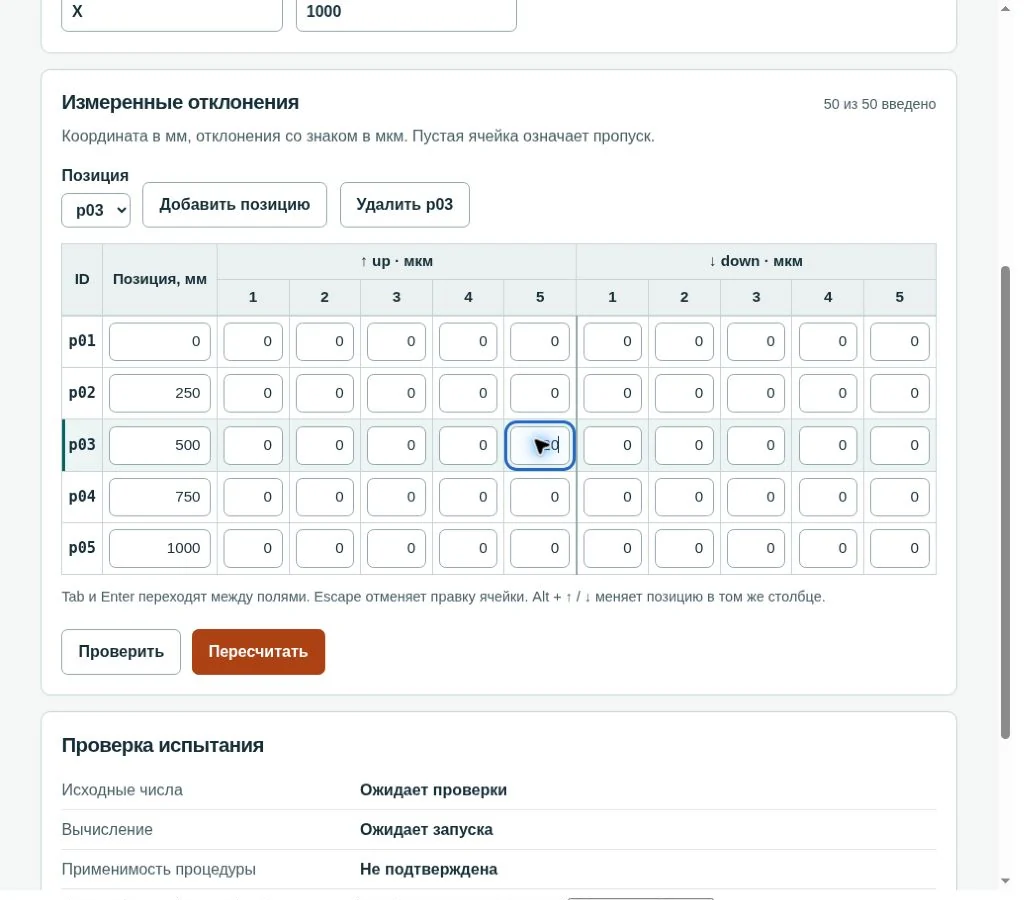 X 1000
Измеренные отклонения 50 из 50 введено
Координата в мм, отклонения со знаком в мкм. Пустая ячейка означает пропуск.
Позиция
p03 Добавить позицию Удалить p03
ID Позиция, мм ↑ up · мкм ↓ down · мкм
1 2 3 4 5 1 2 3 4 5
p01 0 0 0 0 0 0 0 0 0 0 0
p02 250 0 0 0 0 0 0 0 0 0 0
p03 500 0 0 0 0 0 0 0 0 0
p04 750 0 0 0 0 0 0 0 0 0 0
p05 1000 0 0 0 0 0 0 0 0 0 0
Tab и Enter переходят между полями. Escape отменяет правку ячейки. Alt + ↑ / ↓ меняет позицию в том же столбце.
Проверить Пересчитать
Проверка испытания
Исходные числа Ожидает проверки
Вычисление Ожидает запуска
Применимость процедуры Не подтверждена